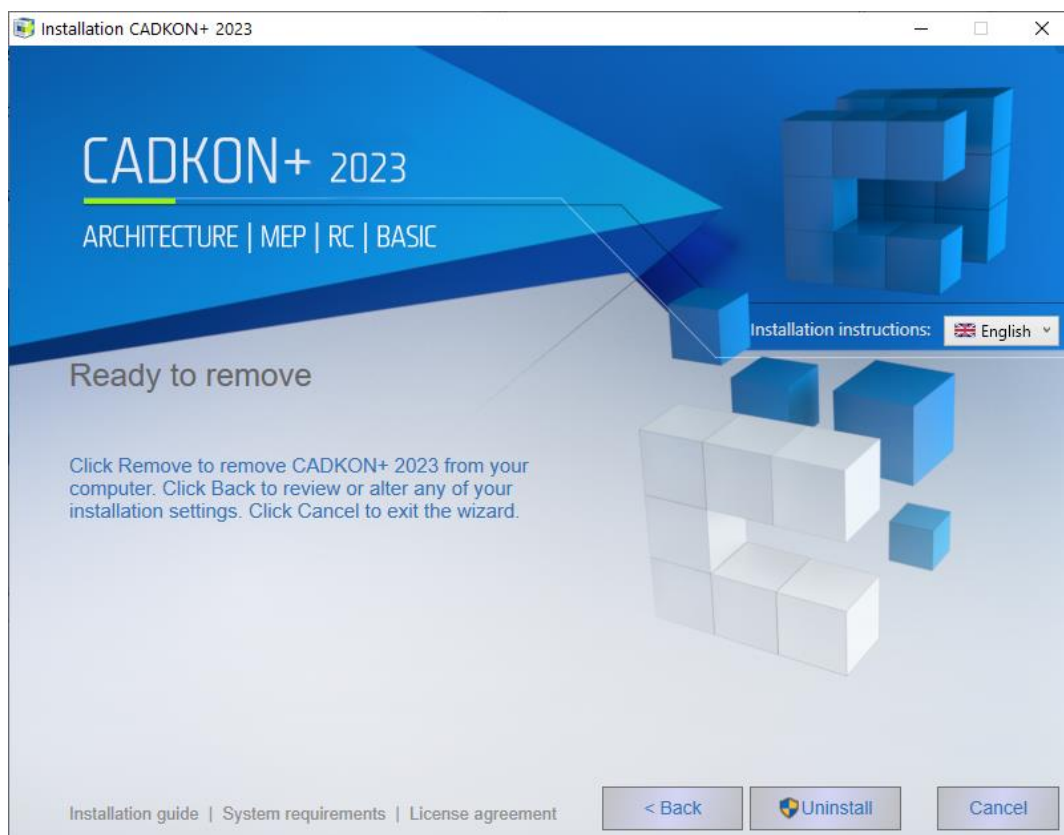 Installation CADKON+ 2023
CADKON+ 2023
ARCHITECTURE | MEP | RC | BASIC
Installation instructions:
English
Ready to remove
Click Remove to remove CADKON+ 2023 from your
computer. Click Back to review or alter any of your
installation settings. Click Cancel to exit the wizard.
Installation guide | System requirements | License agreement
< Back
Uninstall
Cancel